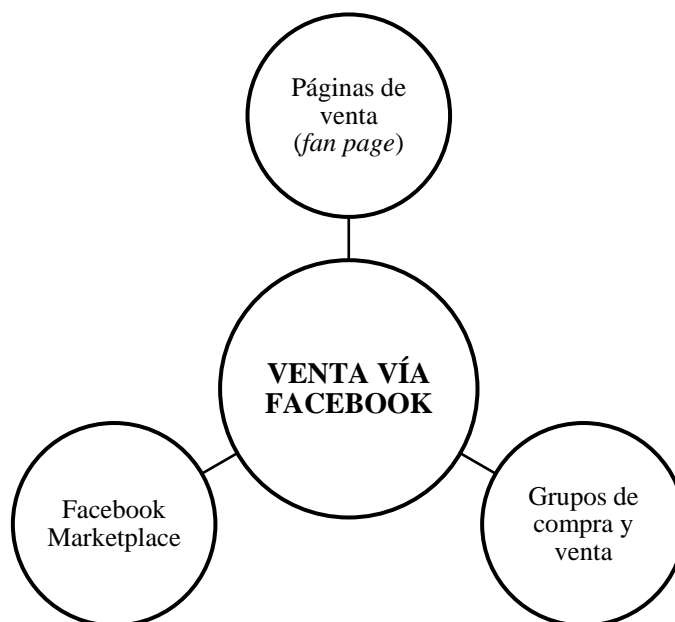 Páginas de
venta
(fan page)
VENTA VÍA
FACEBOOK
Facebook
Marketplace
Grupos de
compra y
venta